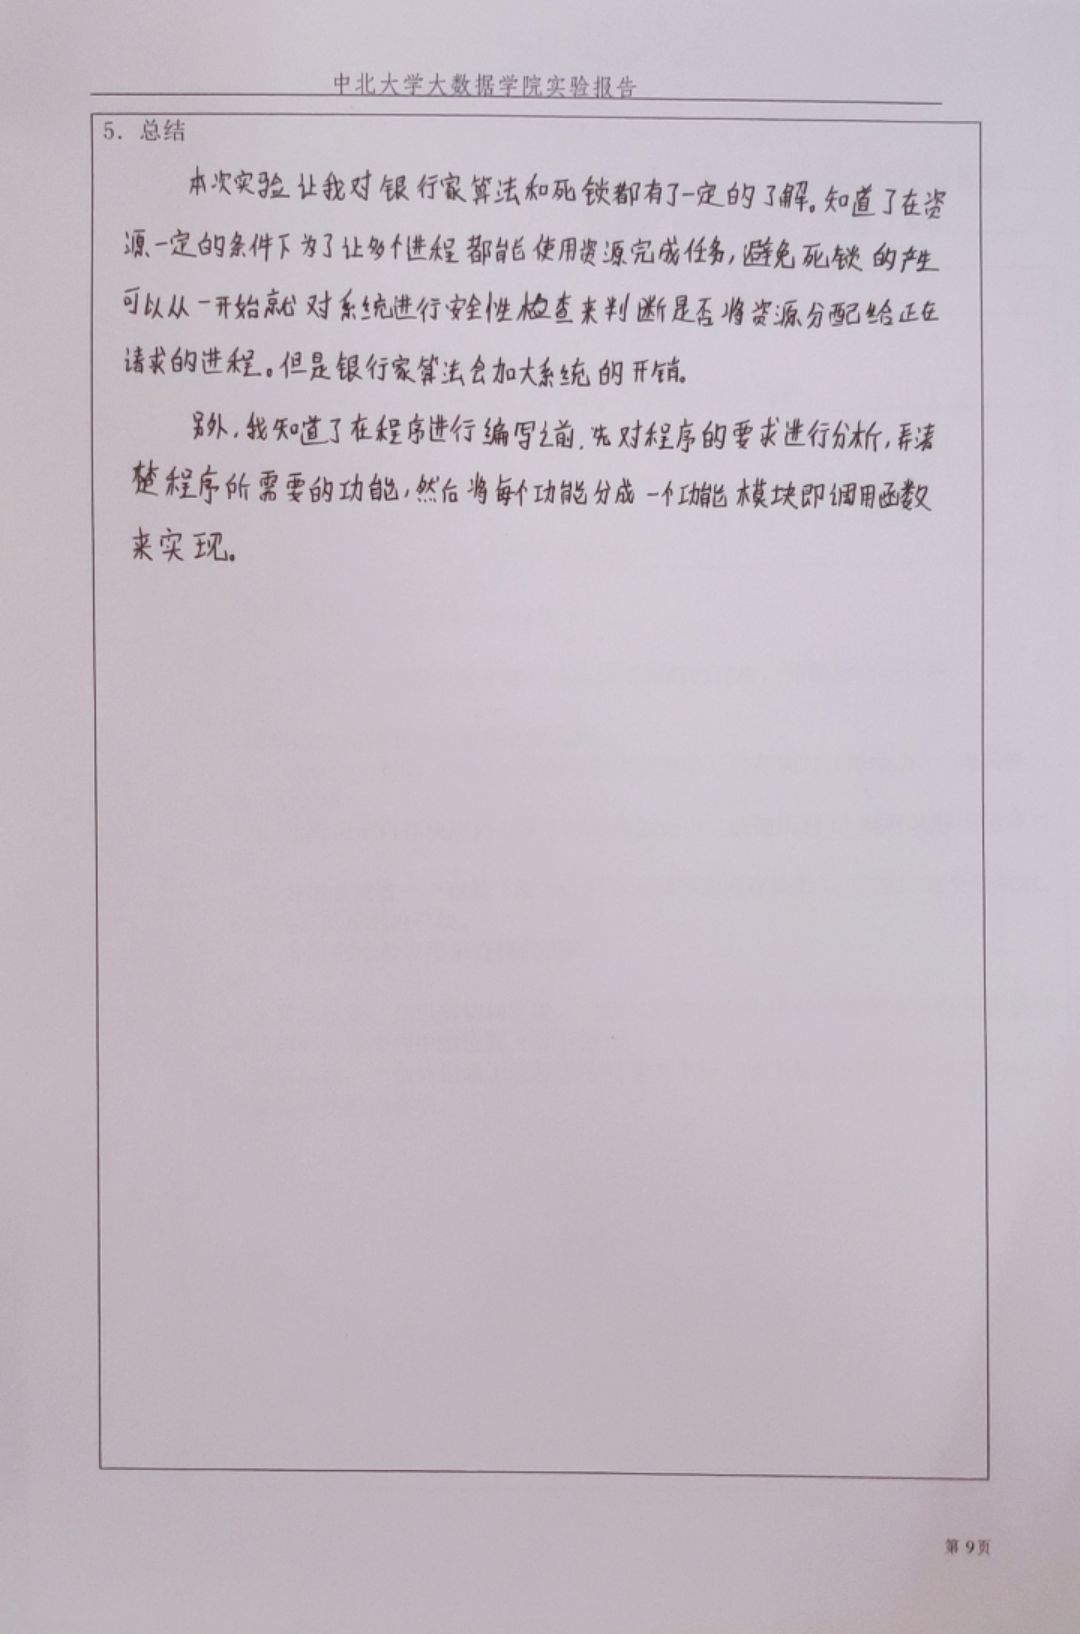 中北大学大数据学院实验报告
5. 总结
本次实验让我对银行家算法和死锁都有了一定的了解。知道了在资
源一定的条件下为了让多个进程都能使用资源完成任务,避免死锁的产生
可以从一开始就对系统进行安全性检查来判断是否将资源分配给正在
请求的进程。但是银行家算法会加大系统的开销。
另外,我知道了在程序进行编写之前,先对程序的要求进行分析,弄清
楚程序所需要的功能,然后将每个功能分成一个功能模块即调用函数
来实现。
第9页